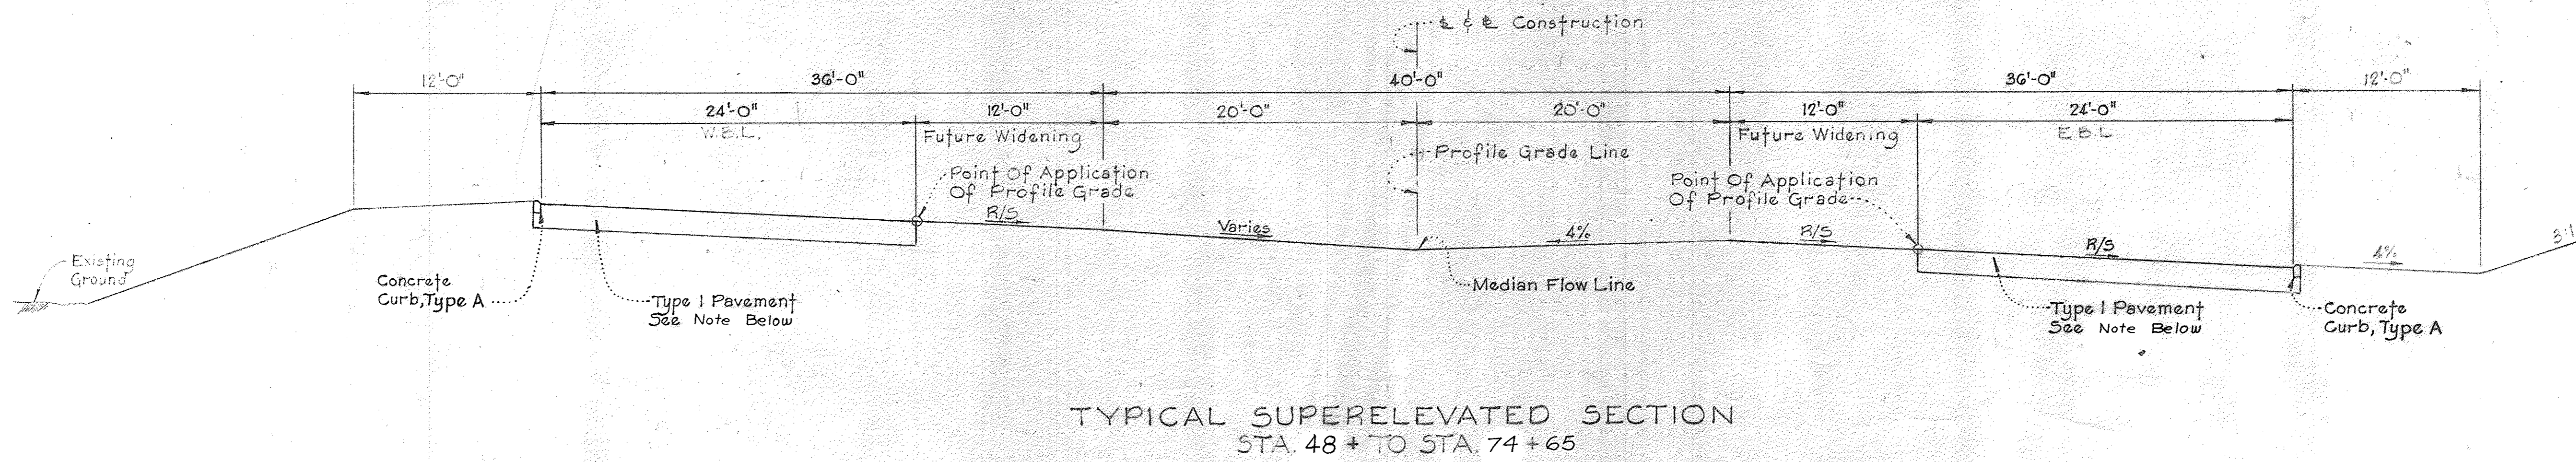 ℄ & ℄ Construction
12'-0"
36'-0"
40'-0"
36'-0"
12'-0"
24'-0"
12'-0"
20'-0"
20'-0"
12'-0"
24'-0"
W.B.L.
Future Widening
Future Widening
E.B.L
Profile Grade Line
Point Of Application
Of Profile Grade
Point Of Application
Of Profile Grade
R/S
Varies
4%
R/S
R/S
4%
3:1
Existing
Ground
Concrete
Curb, Type A
Type 1 Pavement
See Note Below
Median Flow Line
Type 1 Pavement
See Note Below
Concrete
Curb, Type A
TYPICAL SUPERELEVATED SECTION
STA. 48 + TO STA. 74 + 65